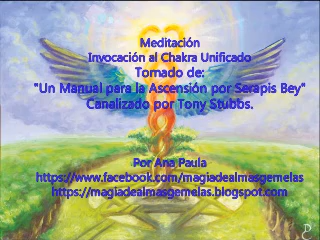 Meditación
Invocación al Chakra Unificado
Tomado de:
"Un Manual para la Ascensión por Serapis Bey"
Canalizado por Tony Stubbs.
Por Ana Paula
https://www.facebook.com/magiadealmasgemelas
https://magiadealmasgemelas.blogspot.com